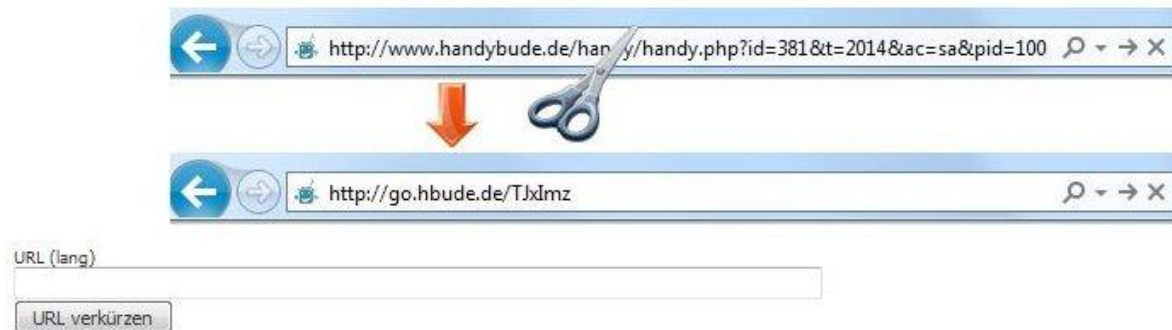 http://www.handybude.de/handy/handy.php?id=381&t=2014&ac=sa&pid=100
http://go.hbude.de/TJxImz
URL (lang)
URL verkürzen